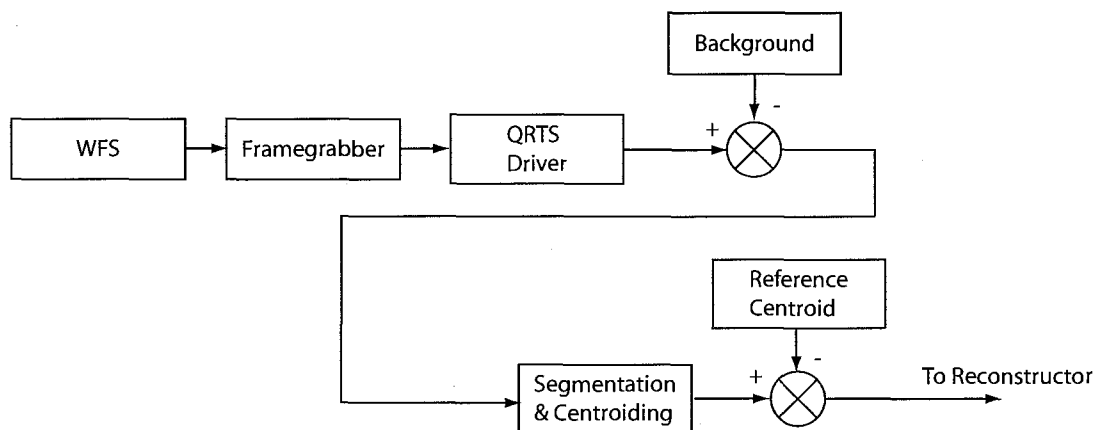 Background
-
WFS
Framegrabber
QRTS
Driver
+
Reference
Centroid
-
Segmentation
& Centroiding
+
To Reconstructor